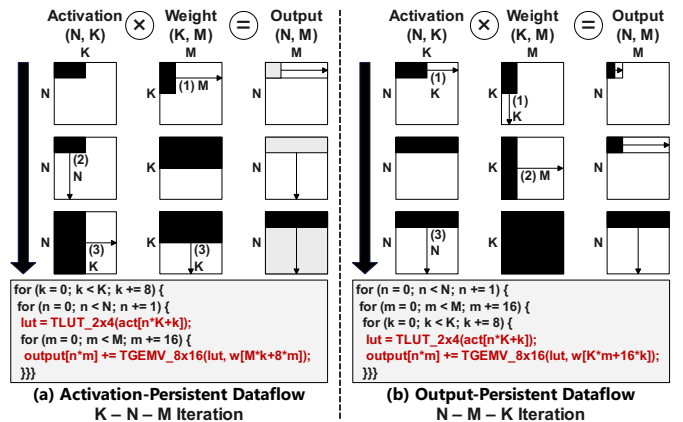 Activation ⊗ Weight ⊜ Output
(N, K) (K, M) (N, M)
K M M
N K (1) M N
N (2) N K N
N (3) K K (3) K N
for (k = 0; k < K; k += 8) {
for (n = 0; n < N; n += 1) {
lut = TLUT_2x4(act[n*K+k]);
for (m = 0; m < M; m += 16) {
output[n*m] += TGEMV_8x16(lut, w[M*k+8*m]);
}}}
(a) Activation-Persistent Dataflow
K – N – M Iteration
Activation ⊗ Weight ⊜ Output
(N, K) (K, M) (N, M)
K M M
N (1) K K (1) K N
N K (2) M N
N (3) N K N
for (n = 0; n < N; n += 1) {
for (m = 0; m < M; m += 16) {
for (k = 0; k < K; k += 8) {
lut = TLUT_2x4(act[n*K+k]);
output[n*m] += TGEMV_8x16(lut, w[K*m+16*k]);
}}}
(b) Output-Persistent Dataflow
N – M – K Iteration